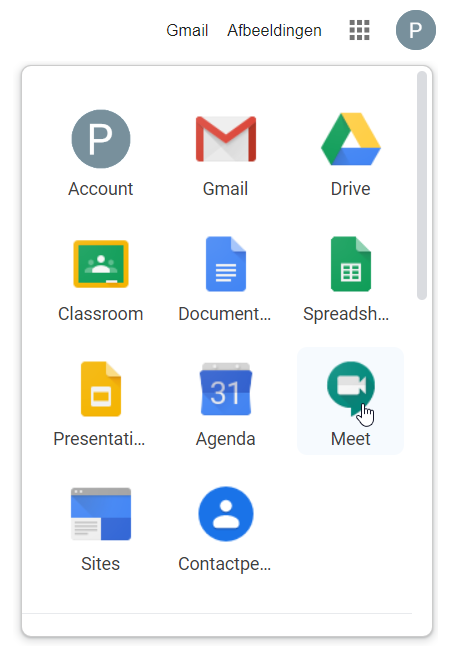 Gmail Afbeeldingen P
P
Account Gmail Drive
Classroom Document... Spreadsh...
31
Presentati... Agenda Meet
Sites Contactpe...